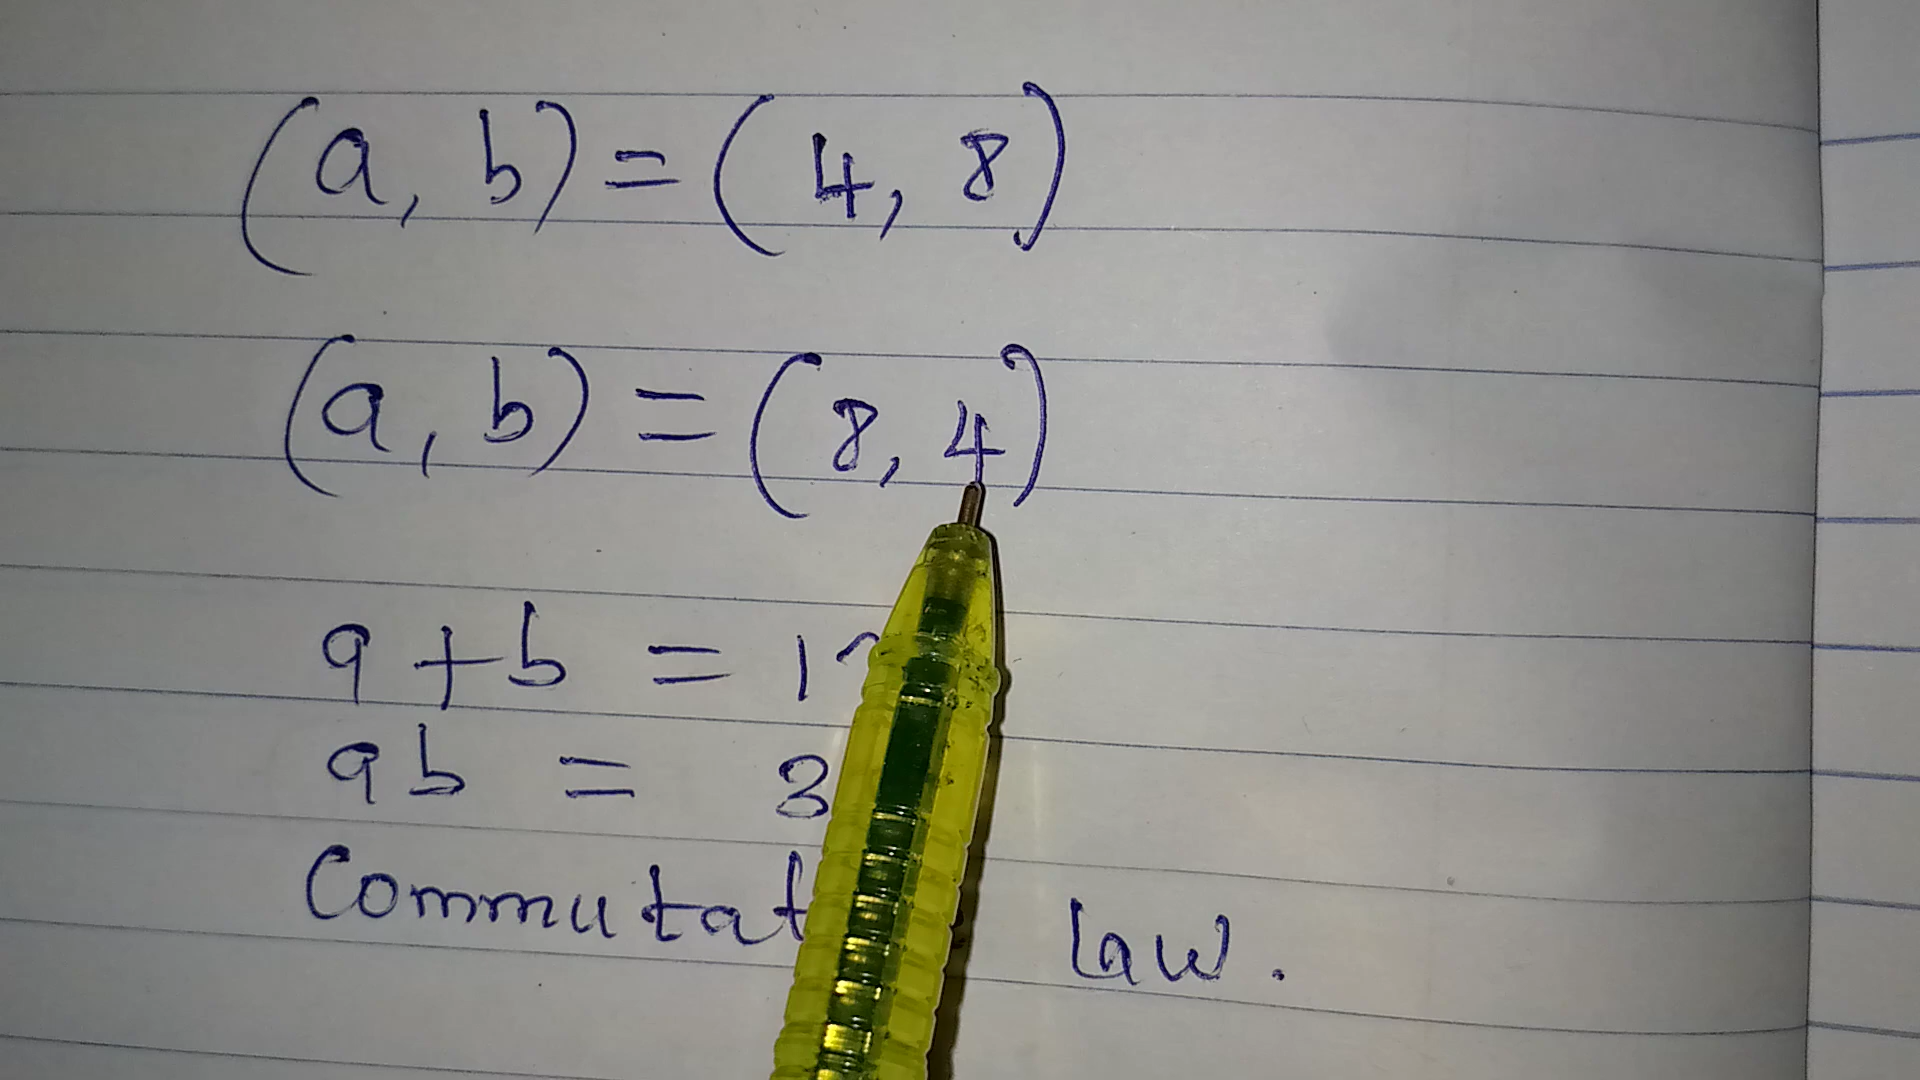 (a, b) = (4, 8)
(a, b) = (8, 4)
a + b = 1
ab = 3
Commutat law.